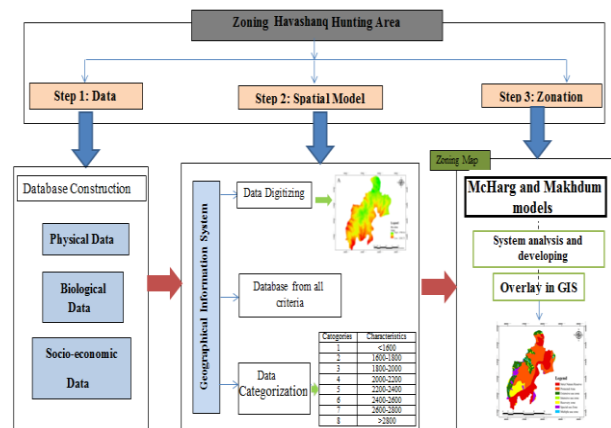 Zoning Havashanq Hunting Area
Step 1: Data
Step 2: Spatial Model
Step 3: Zonation
Database Construction
Physical Data
Biological
Data
Socio-economic
Data
Geographical Information System
Data Digitizing
Database from all
criteria
Data
Categorization
Catogories Characteristics
1 <1600
2 1600-1800
3 1800-2000
4 2000-2200
5 2200-2400
6 2400-2600
7 2600-2800
8 >2800
Zoning Map
McHarg and Makhdum
models
System analysis and
developing
Overlay in GIS
Legend